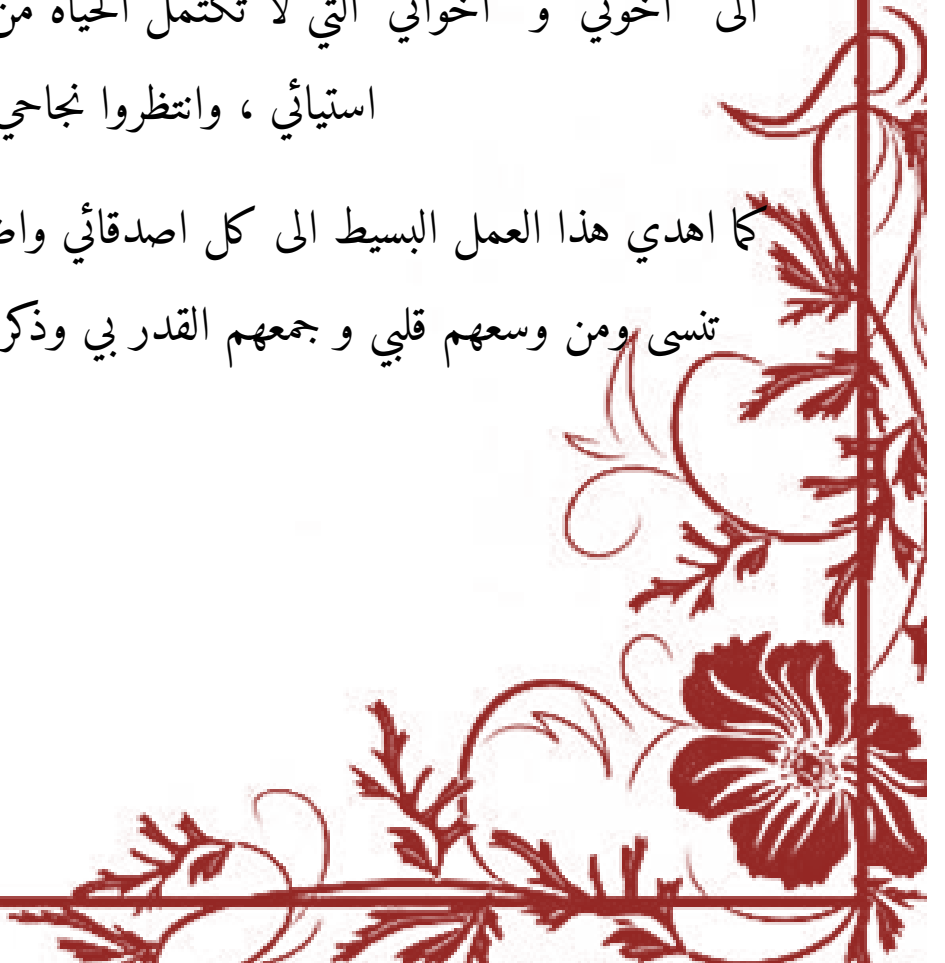 الى " اخوتي " و " اخواتي " التي لا تكتمل الحياة من
استيائي ، وانتظروا نجاحي
كما اهدي هذا العمل البسيط الى كل اصدقائي
تنسى ومن وسعهم قلبي و جمعهم القدر بي